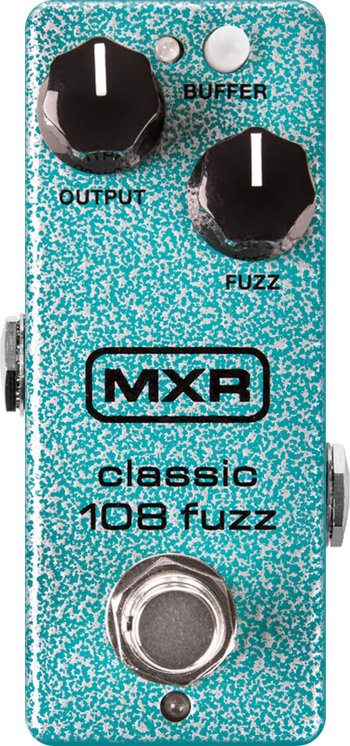 BUFFER
OUTPUT
FUZZ
MXR
classic
108 fuzz